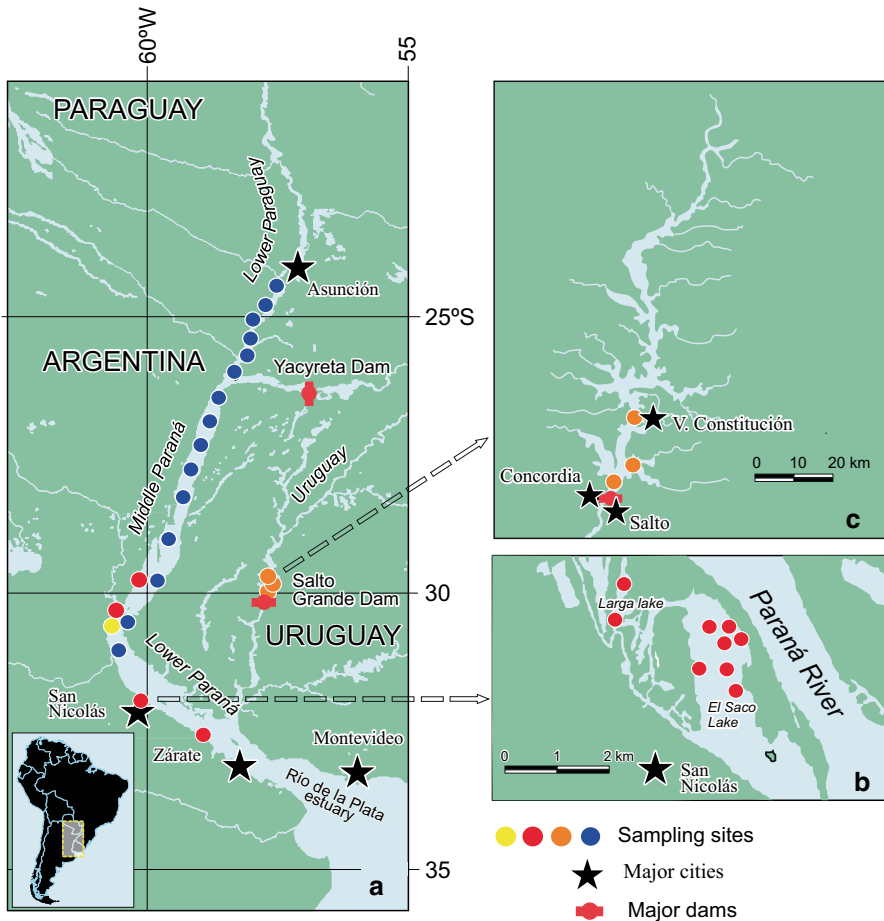 60ºW
55
PARAGUAY
Lower Paraguay
Asunción
25ºS
ARGENTINA
Yacyreta Dam
Middle Paraná
Uruguay
30
Salto
Grande Dam
URUGUAY
Lower Paraná
San
Nicolás
Zárate
Montevideo
Río de la Plata
estuary
35
a
V. Constitución
0 10 20 km
Concordia
Salto
c
Larga lake
Paraná River
El Saco
Lake
0 1 2 km
San
Nicolás
b
Sampling sites
Major cities
Major dams